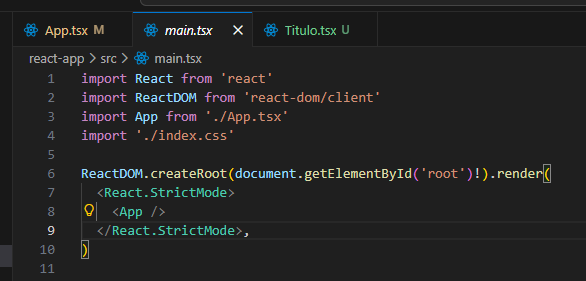 App.tsx M main.tsx Titulo.tsx U
react-app > src > main.tsx
1 import React from 'react'
2 import ReactDOM from 'react-dom/client'
3 import App from './App.tsx'
4 import './index.css'
5
6 ReactDOM.createRoot(document.getElementById('root')!).render(
7   <React.StrictMode>
8     <App />
9   </React.StrictMode>,
10 )
11